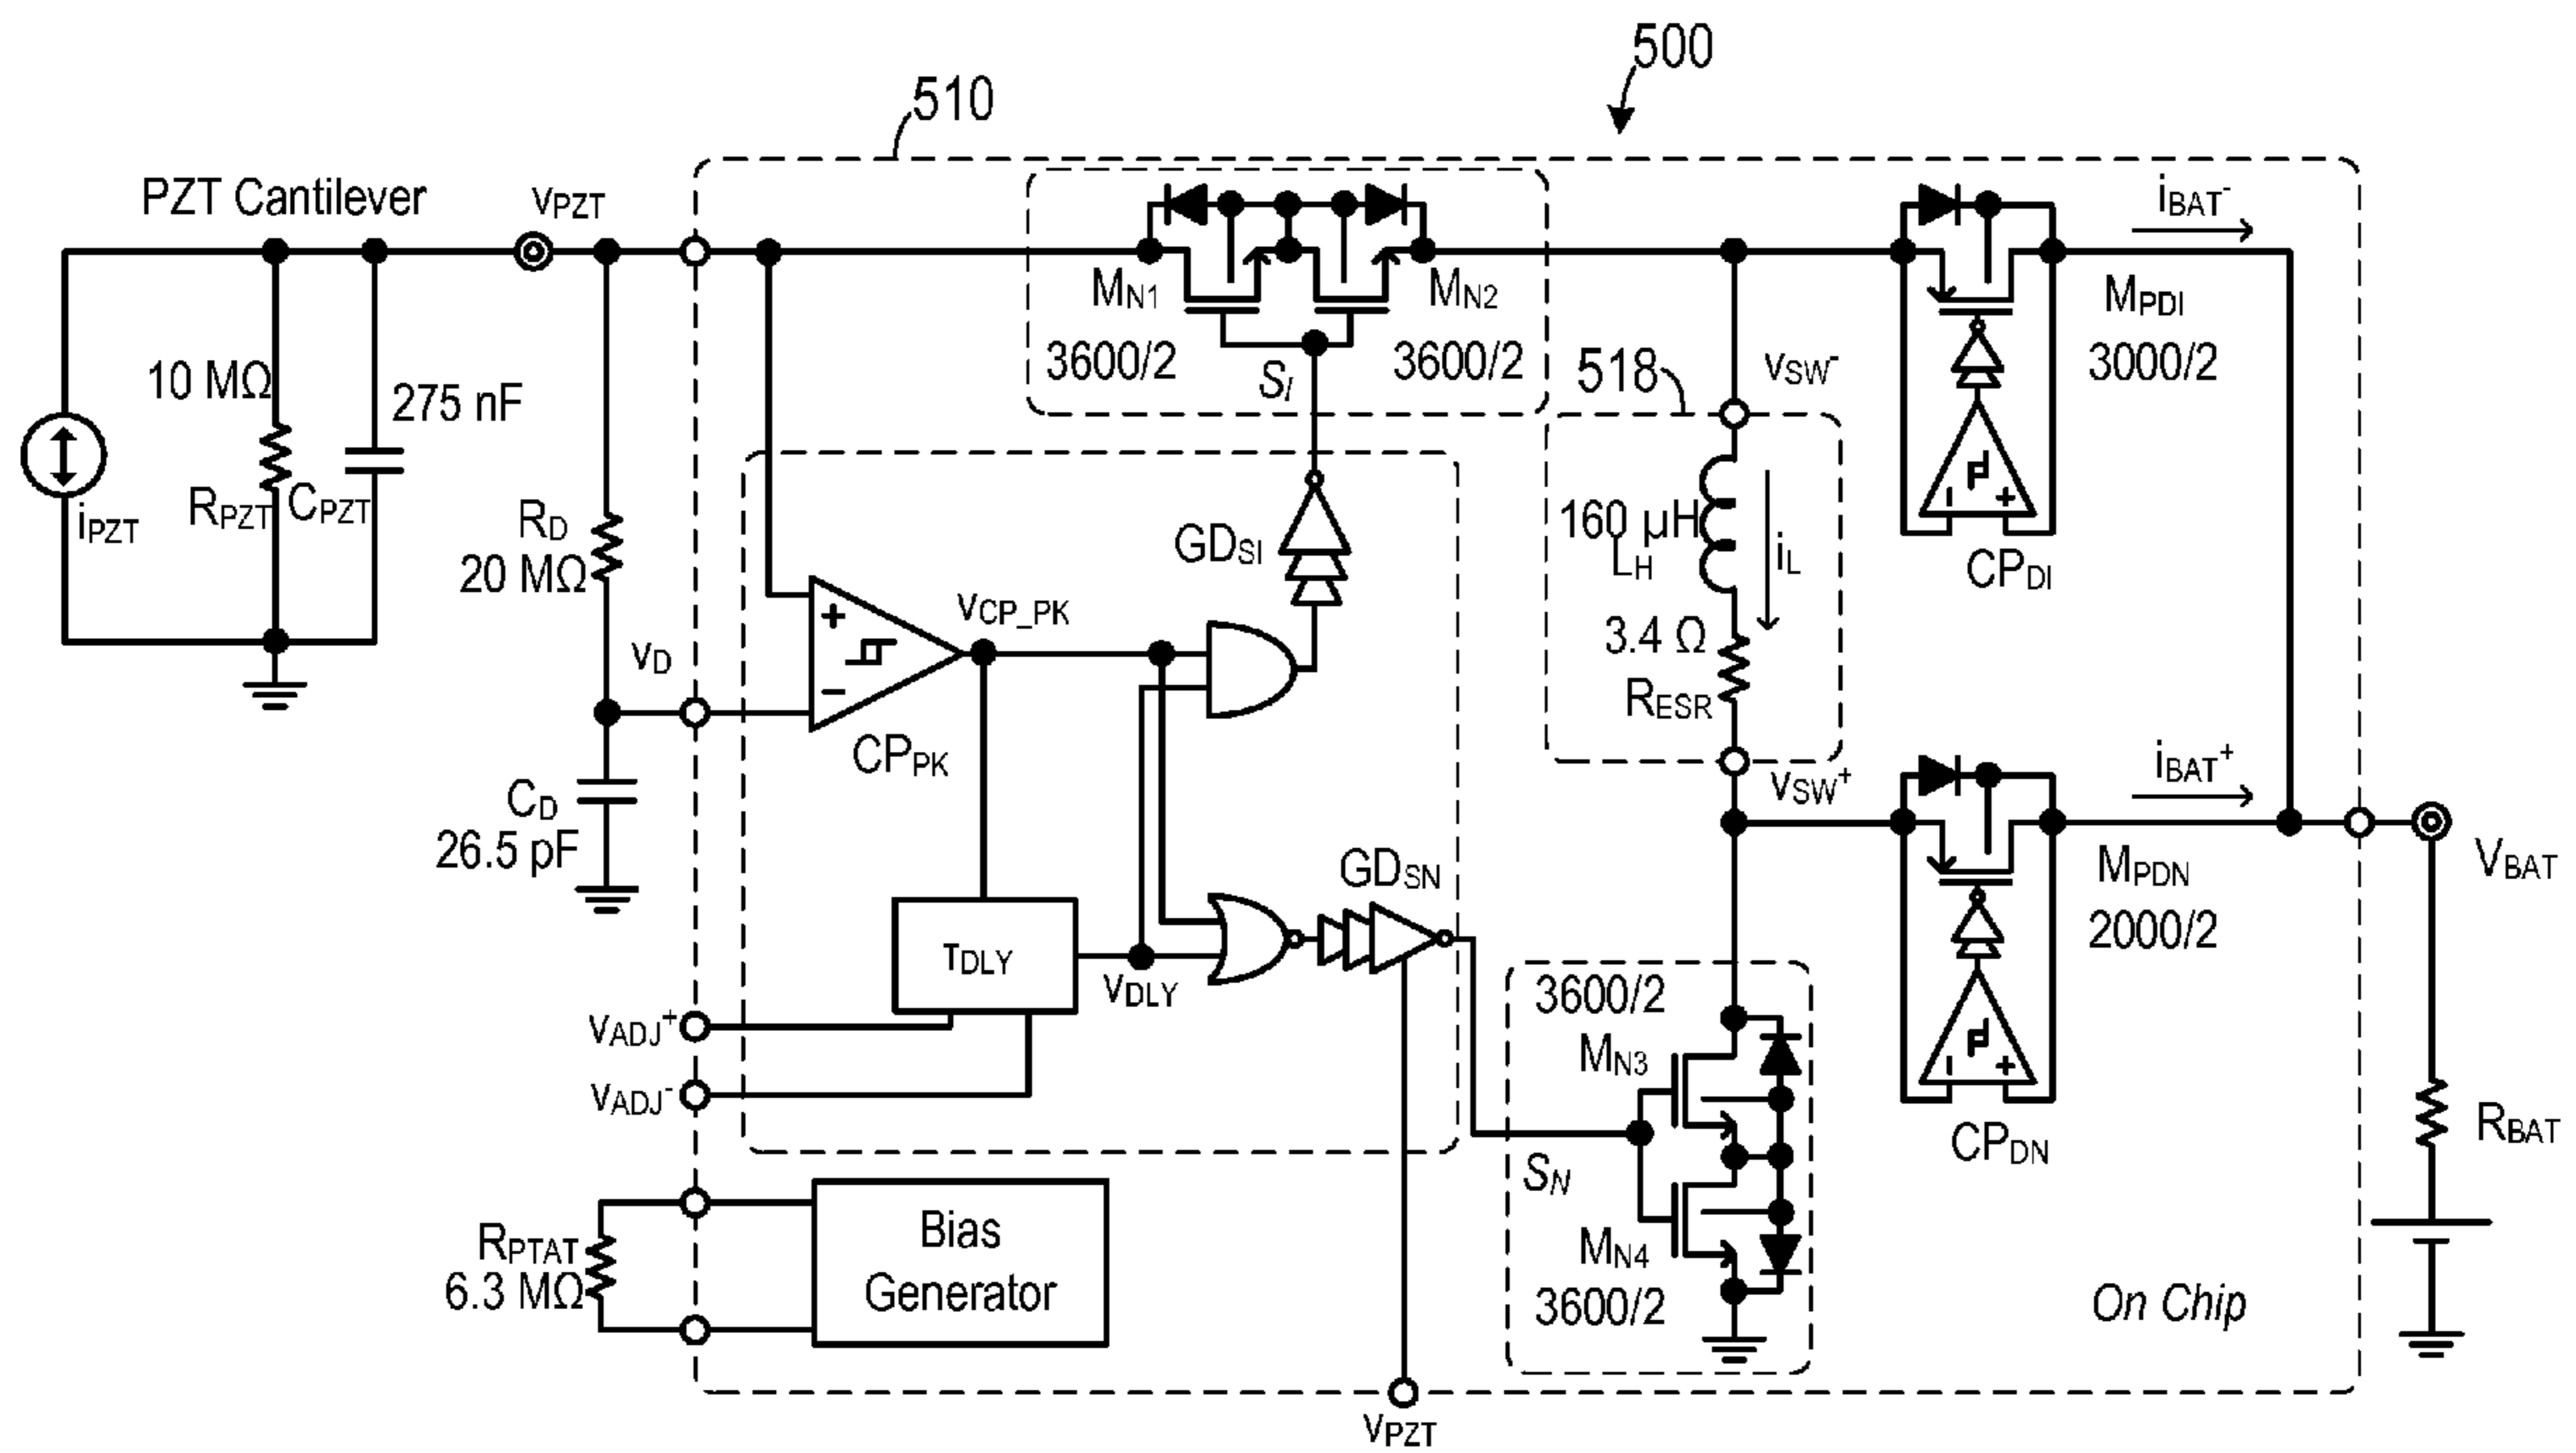 500
510
PZT Cantilever
vPZT
iBAT-
MN1
MN2
MPDI
3600/2
3600/2
3000/2
SI
518
vSW-
10 MΩ
275 nF
RPZT
CPZT
iPZT
RD
20 MΩ
GDSI
160 µH
LH
iL
CPDI
vCP_PK
+
−
3.4 Ω
RESR
vD
CPPK
vSW+
iBAT+
CD
26.5 pF
GDSN
MPDN
2000/2
VBAT
τDLY
vDLY
3600/2
MN3
vADJ+
vADJ-
RBAT
CPDN
SN
MN4
3600/2
RPTAT
6.3 MΩ
Bias
Generator
On Chip
vPZT